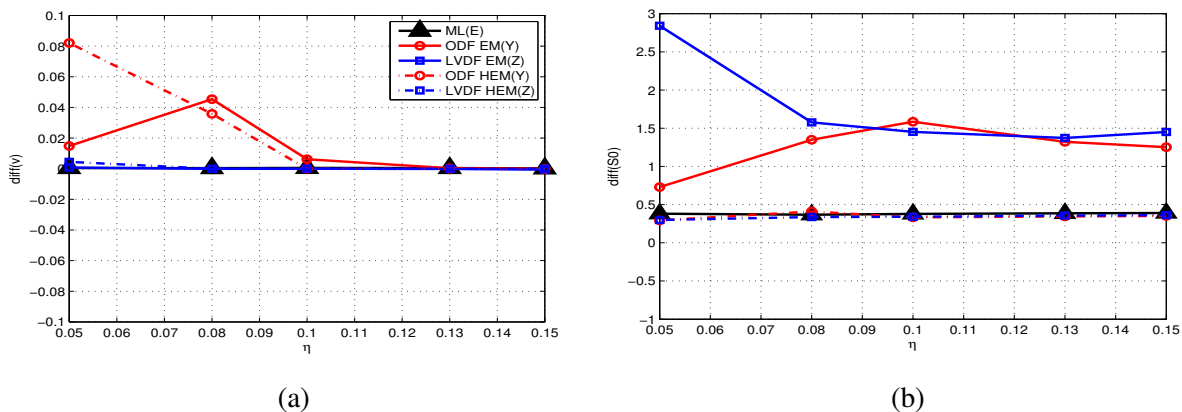 0.1
0.08
0.06
0.04
0.02
0
−0.02
−0.04
−0.06
−0.08
−0.1
diff(v)
0.05 0.06 0.07 0.08 0.09 0.1 0.11 0.12 0.13 0.14 0.15
η
ML(E)
ODF EM(Y)
LVDF EM(Z)
ODF HEM(Y)
LVDF HEM(Z)
(a)
3
2.5
2
1.5
1
0.5
0
−0.5
−1
diff(S0)
0.05 0.06 0.07 0.08 0.09 0.1 0.11 0.12 0.13 0.14 0.15
η
(b)